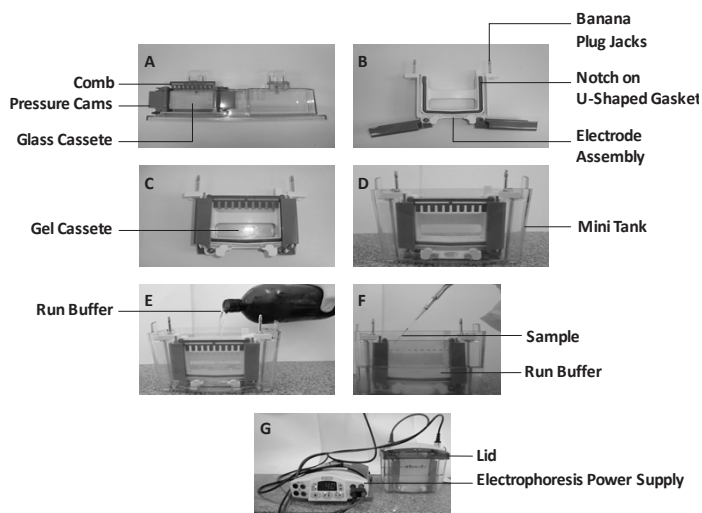 A
Comb
Pressure Cams
Glass Cassete
B
Banana
Plug Jacks
Notch on
U-Shaped Gasket
Electrode
Assembly
C
Gel Cassete
D
Mini Tank
E
Run Buffer
F
Sample
Run Buffer
G
Lid
Electrophoresis Power Supply